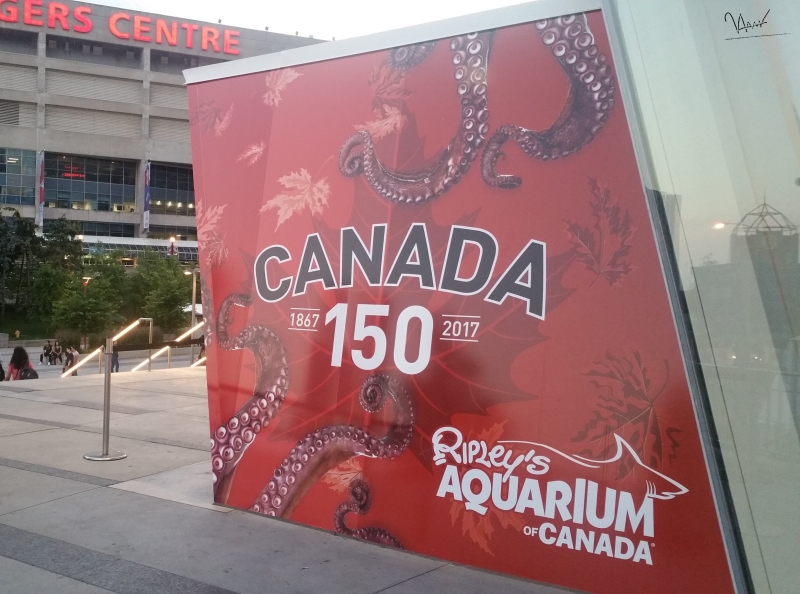 GERS CENTRE
CANADA
1867 150 2017
RIPLEY'S
AQUARIUM
OF CANADA